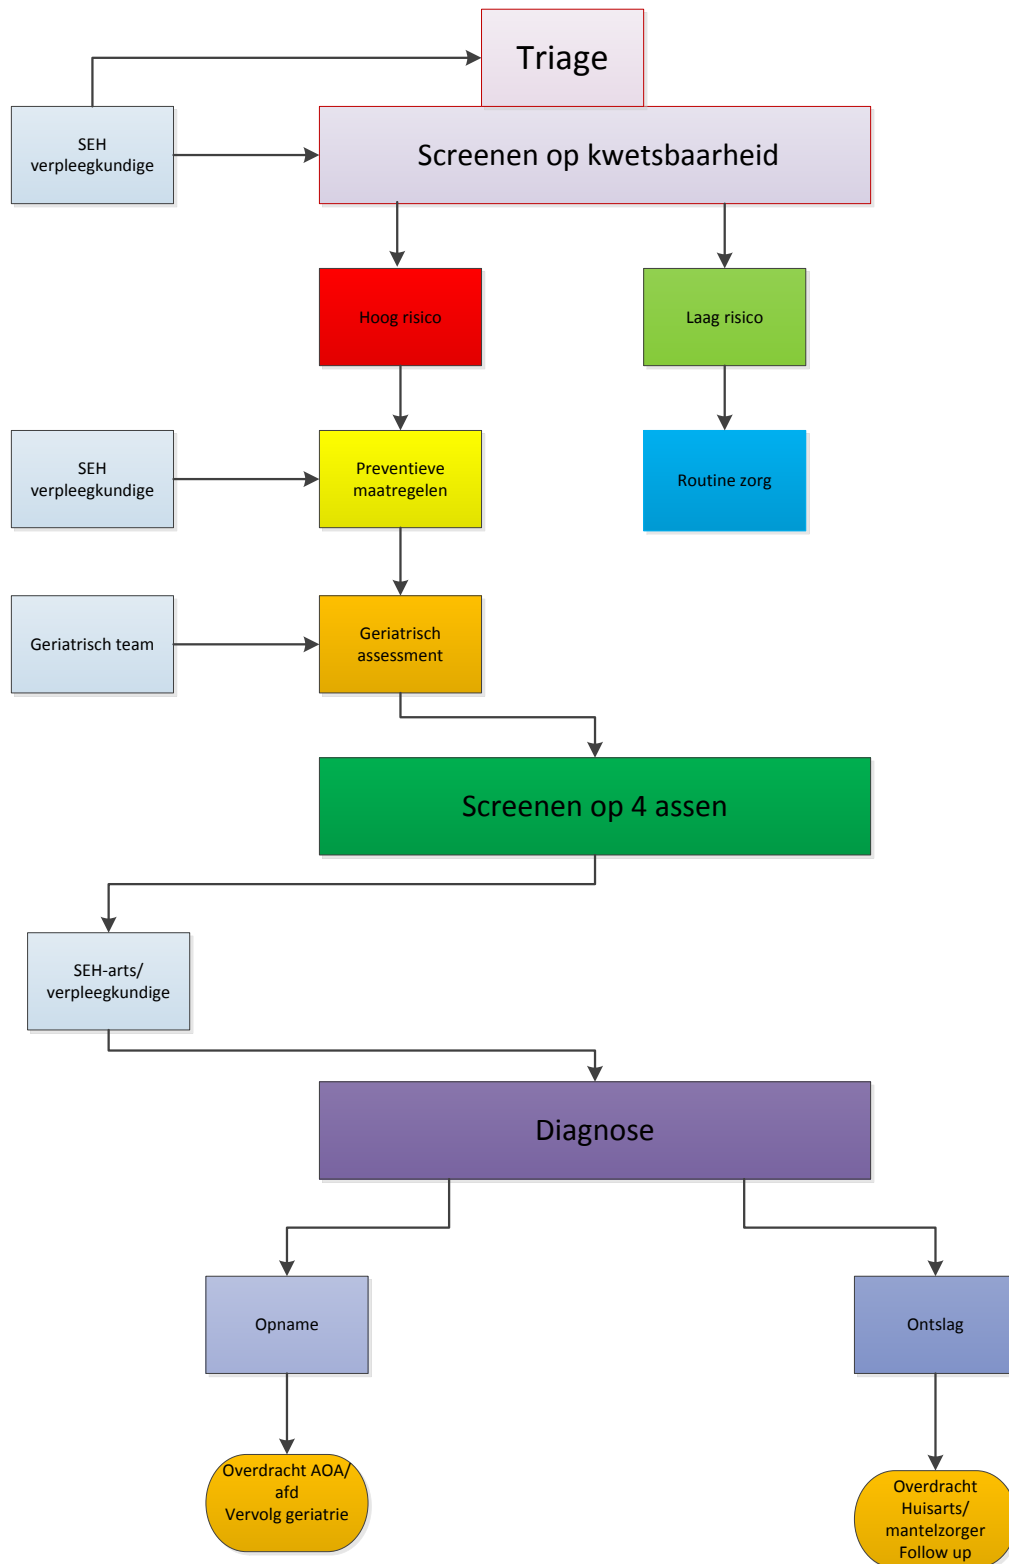 Triage
SEH
verpleegkundige
Screenen op kwetsbaarheid
Hoog risico
Laag risico
SEH
verpleegkundige
Preventieve
maatregelen
Routine zorg
Geriatrisch team
Geriatrisch
assessment
Screenen op 4 assen
SEH-arts/
verpleegkundige
Diagnose
Opname
Ontslag
Overdracht AOA/
afd
Vervolg geriatrie
Overdracht
Huisarts/
mantelzorger
Follow up